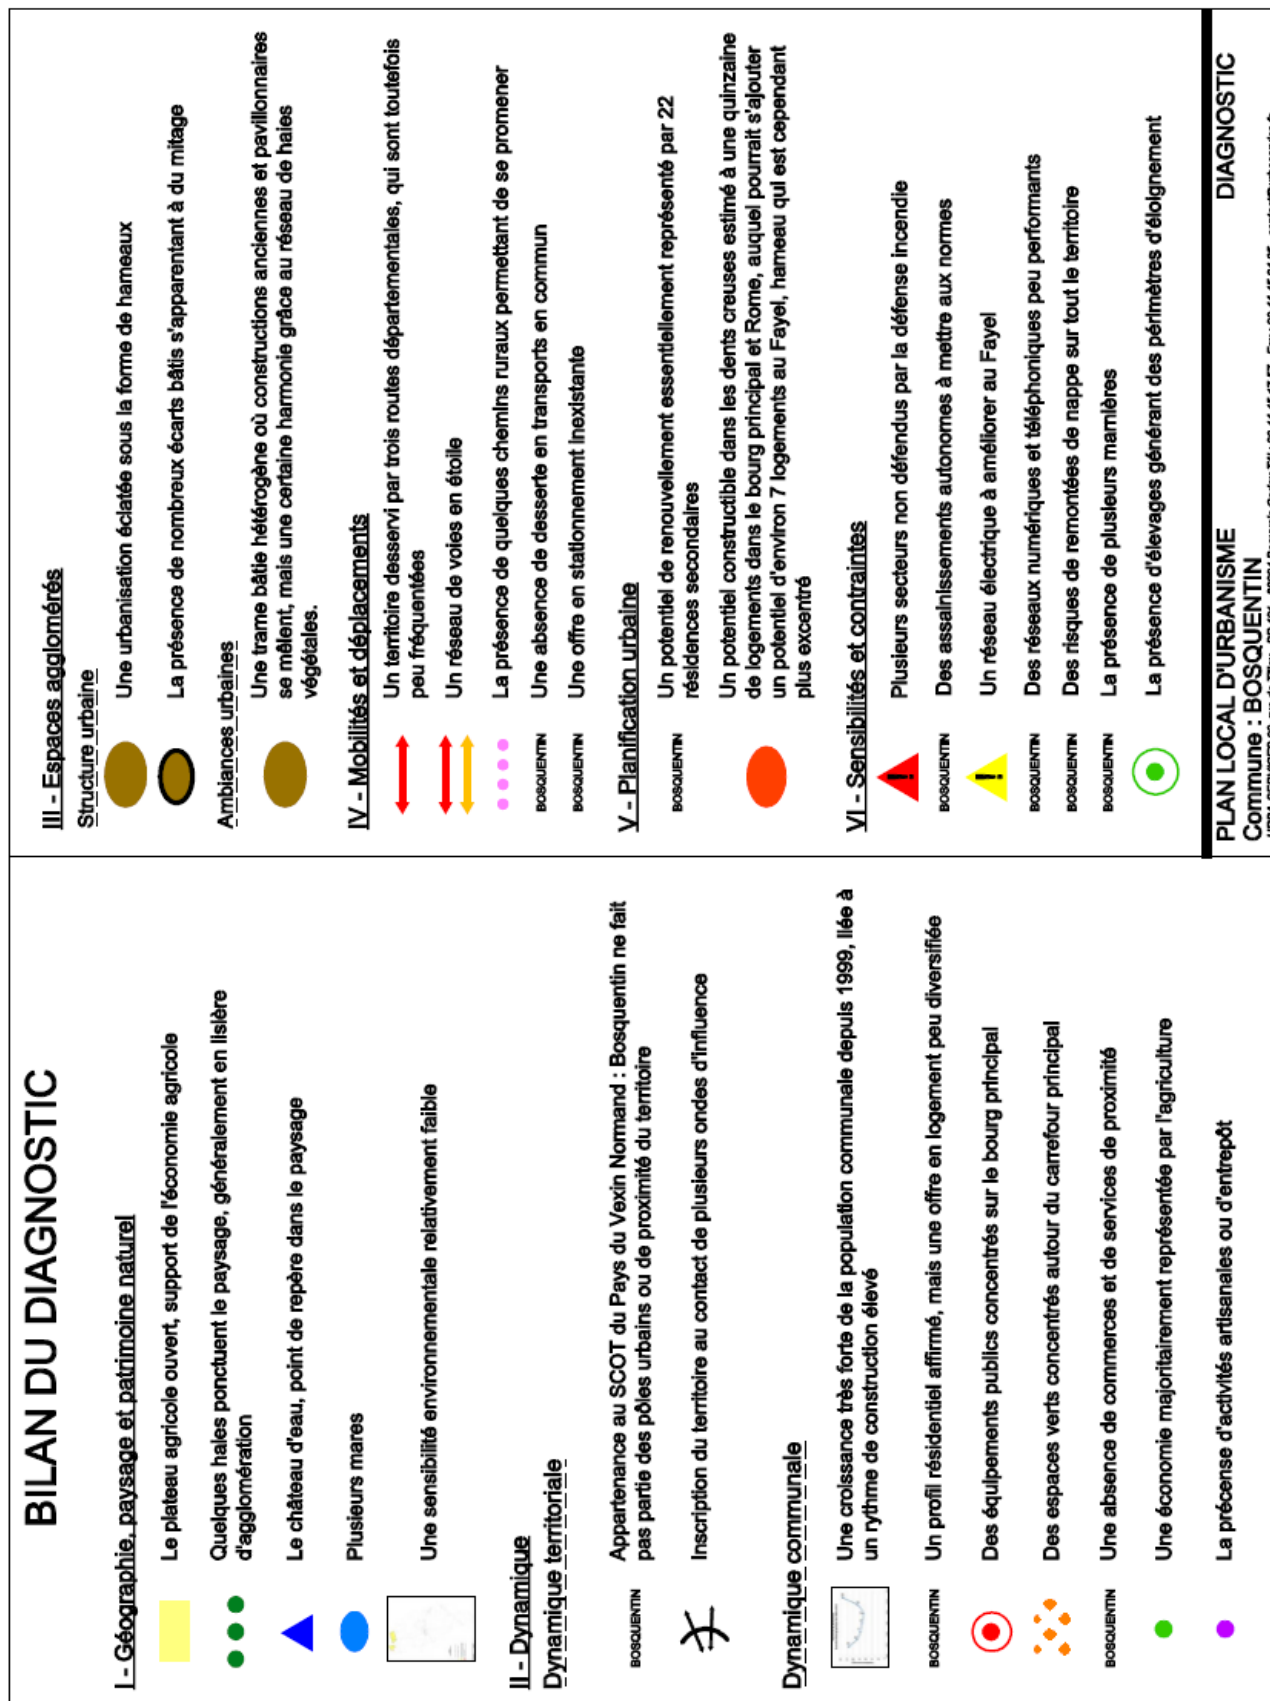 BILAN DU DIAGNOSTIC
I - Géographie, paysage et patrimoine naturel
Le plateau agricole ouvert, support de l'économie agricole
Quelques haies ponctuent le paysage, généralement en lisière
d'agglomération
Le château d'eau, point de repère dans le paysage
Plusieurs mares
Une sensibilité environnementale relativement faible
II - Dynamique
Dynamique territoriale
BOSQUENTIN
Appartenance au SCOT du Pays du Vexin Normand : Bosquentin ne fait
pas partie des pôles urbains ou de proximité du territoire
Inscription du territoire au contact de plusieurs ondes d'influence
Dynamique communale
Une croissance très forte de la population communale depuis 1999, liée à
un rythme de construction élevé
BOSQUENTIN
Un profil résidentiel affirmé, mais une offre en logement peu diversifiée
Des équipements publics concentrés sur le bourg principal
Des espaces verts concentrés autour du carrefour principal
BOSQUENTIN
Une absence de commerces et de services de proximité
Une économie majoritairement représentée par l'agriculture
La précense d'activités artisanales ou d'entrepôt
III - Espaces agglomérés
Structure urbaine
Une urbanisation éclatée sous la forme de hameaux
La présence de nombreux écarts bâtis s'apparentant à du mitage
Ambiances urbaines
Une trame bâtie hétérogène où constructions anciennes et pavillonnaires
se mêlent, mais une certaine harmonie grâce au réseau de haies
végétales.
IV - Mobilités et déplacements
Un territoire desservi par trois routes départementales, qui sont toutefois
peu fréquentées
Un réseau de voies en étoile
La présence de quelques chemins ruraux permettant de se promener
BOSQUENTIN
Une absence de desserte en transports en commun
BOSQUENTIN
Une offre en stationnement inexistante
V - Planification urbaine
BOSQUENTIN
Un potentiel de renouvellement essentiellement représenté par 22
résidences secondaires
Un potentiel constructible dans les dents creuses estimé à une quinzaine
de logements dans le bourg principal et Rome, auquel pourrait s'ajouter
un potentiel d'environ 7 logements au Fayel, hameau qui est cependant
plus excentré
VI - Sensibilités et contraintes
Plusieurs secteurs non défendus par la défense incendie
BOSQUENTIN
Des assainissements autonomes à mettre aux normes
Un réseau électrique à améliorer au Fayel
BOSQUENTIN
Des réseaux numériques et téléphoniques peu performants
BOSQUENTIN
Des risques de remontées de nappe sur tout le territoire
BOSQUENTIN
La présence de plusieurs marnières
La présence d'élevages générant des périmètres d'éloignement
PLAN LOCAL D'URBANISME
DIAGNOSTIC
Commune : BOSQUENTIN